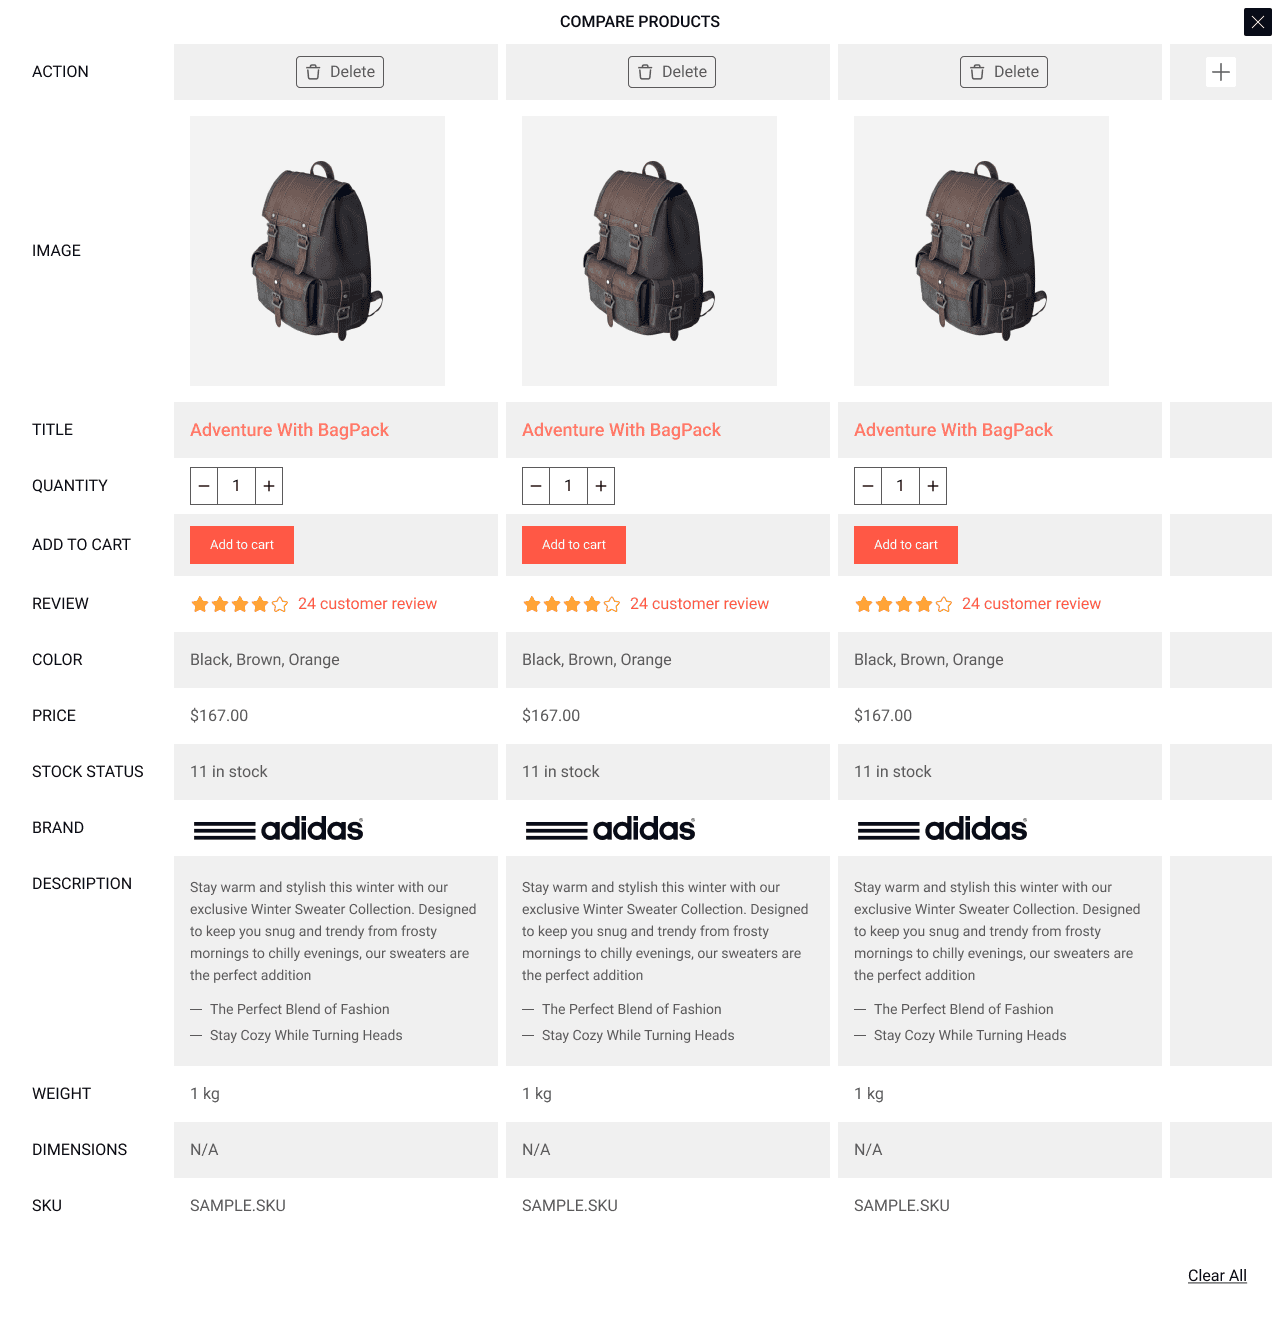 COMPARE PRODUCTS
ACTION Delete Delete Delete
IMAGE
TITLE Adventure With BagPack Adventure With BagPack Adventure With BagPack
QUANTITY 1 1 1
ADD TO CART Add to cart Add to cart Add to cart
REVIEW 24 customer review 24 customer review 24 customer review
COLOR Black, Brown, Orange Black, Brown, Orange Black, Brown, Orange
PRICE $167.00 $167.00 $167.00
STOCK STATUS 11 in stock 11 in stock 11 in stock
BRAND adidas adidas adidas
DESCRIPTION
Stay warm and stylish this winter with our
exclusive Winter Sweater Collection. Designed
to keep you snug and trendy from frosty
mornings to chilly evenings, our sweaters are
the perfect addition
— The Perfect Blend of Fashion
— Stay Cozy While Turning Heads
Stay warm and stylish this winter with our
exclusive Winter Sweater Collection. Designed
to keep you snug and trendy from frosty
mornings to chilly evenings, our sweaters are
the perfect addition
— The Perfect Blend of Fashion
— Stay Cozy While Turning Heads
Stay warm and stylish this winter with our
exclusive Winter Sweater Collection. Designed
to keep you snug and trendy from frosty
mornings to chilly evenings, our sweaters are
the perfect addition
— The Perfect Blend of Fashion
— Stay Cozy While Turning Heads
WEIGHT 1 kg 1 kg 1 kg
DIMENSIONS N/A N/A N/A
SKU SAMPLE.SKU SAMPLE.SKU SAMPLE.SKU
Clear All